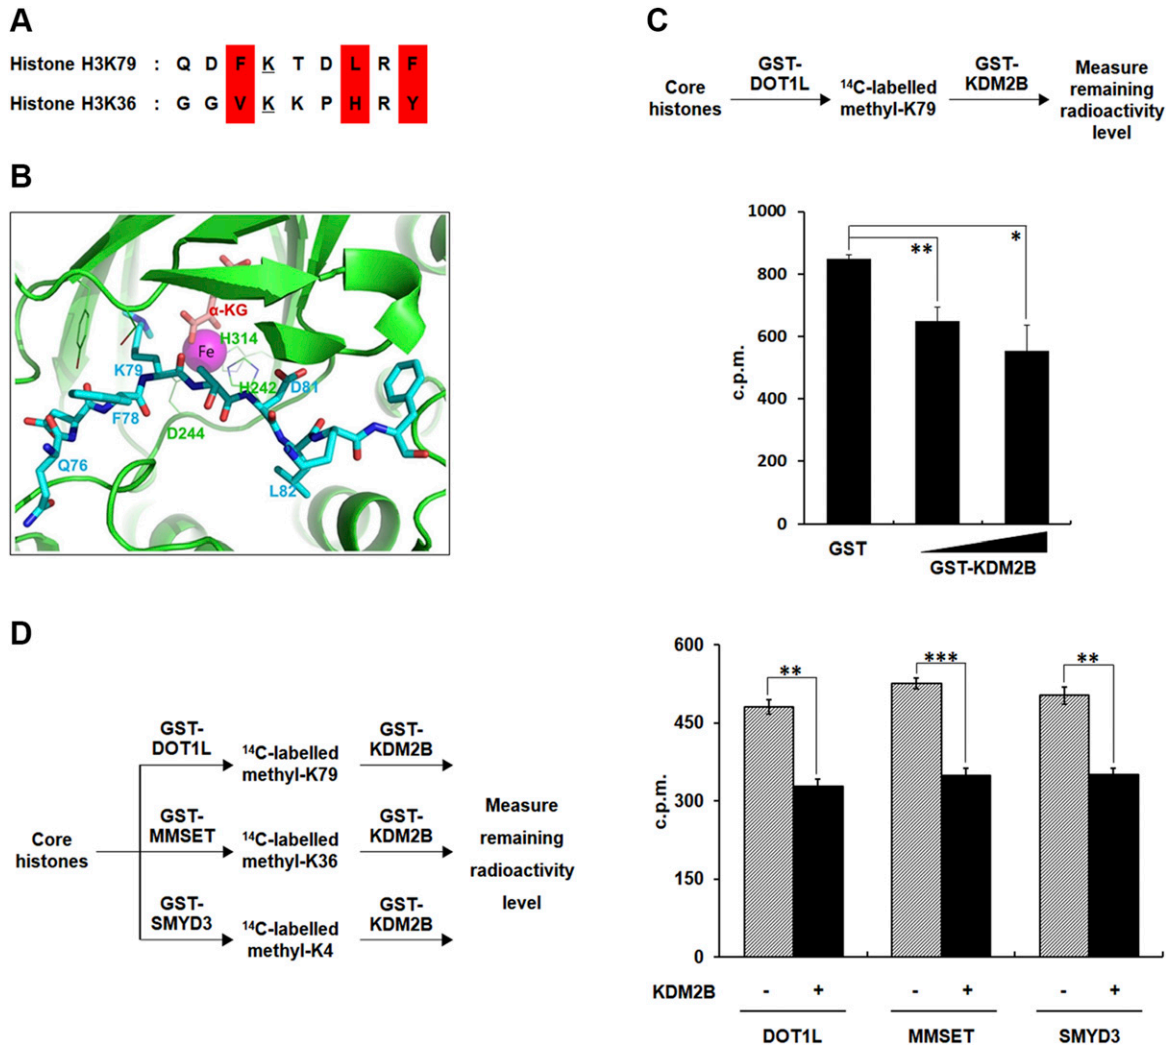 A
Histone H3K79 : Q D F K T D L R F
Histone H3K36 : G G V K K P H R Y
B
α-KG
Fe
H314
K79
H242
D81
F78
D244
Q76
L82
C
Core
histones
GST-
DOT1L
14C-labelled
methyl-K79
GST-
KDM2B
Measure
remaining
radioactivity
level
1000
800
600
400
200
0
c.p.m.
**
*
GST
GST-KDM2B
D
Core
histones
GST-
DOT1L
14C-labelled
methyl-K79
GST-
KDM2B
GST-
MMSET
14C-labelled
methyl-K36
GST-
KDM2B
GST-
SMYD3
14C-labelled
methyl-K4
GST-
KDM2B
Measure
remaining
radioactivity
level
600
450
300
150
0
c.p.m.
**
***
**
KDM2B - + - + - +
DOT1L MMSET SMYD3